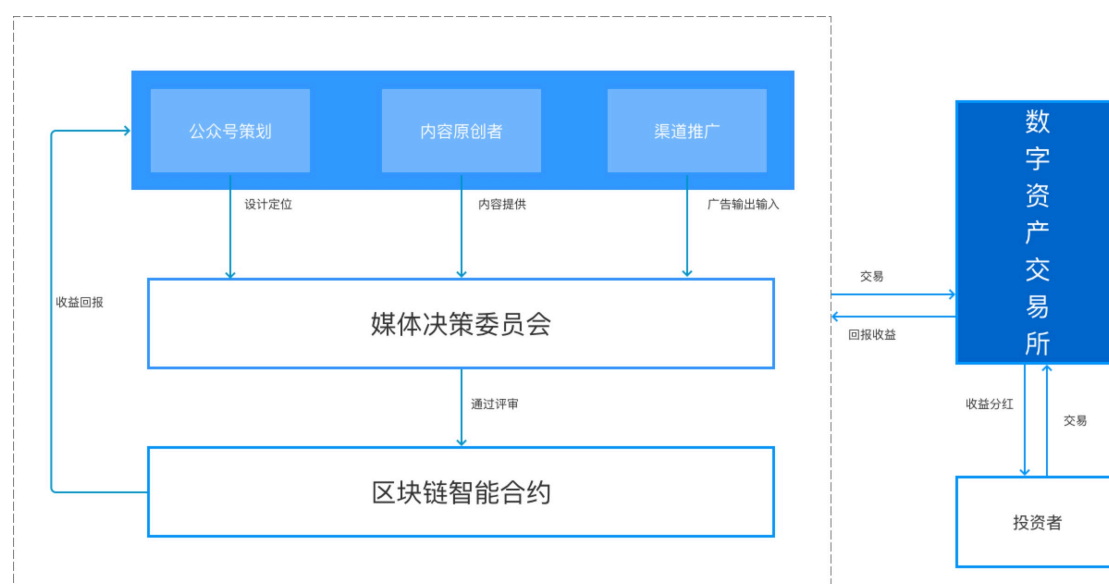 公众号策划
内容原创者
渠道推广
设计定位
内容提供
广告输出输入
收益回报
媒体决策委员会
通过评审
区块链智能合约
交易
回报收益
数字资产交易所
收益分红
交易
投资者